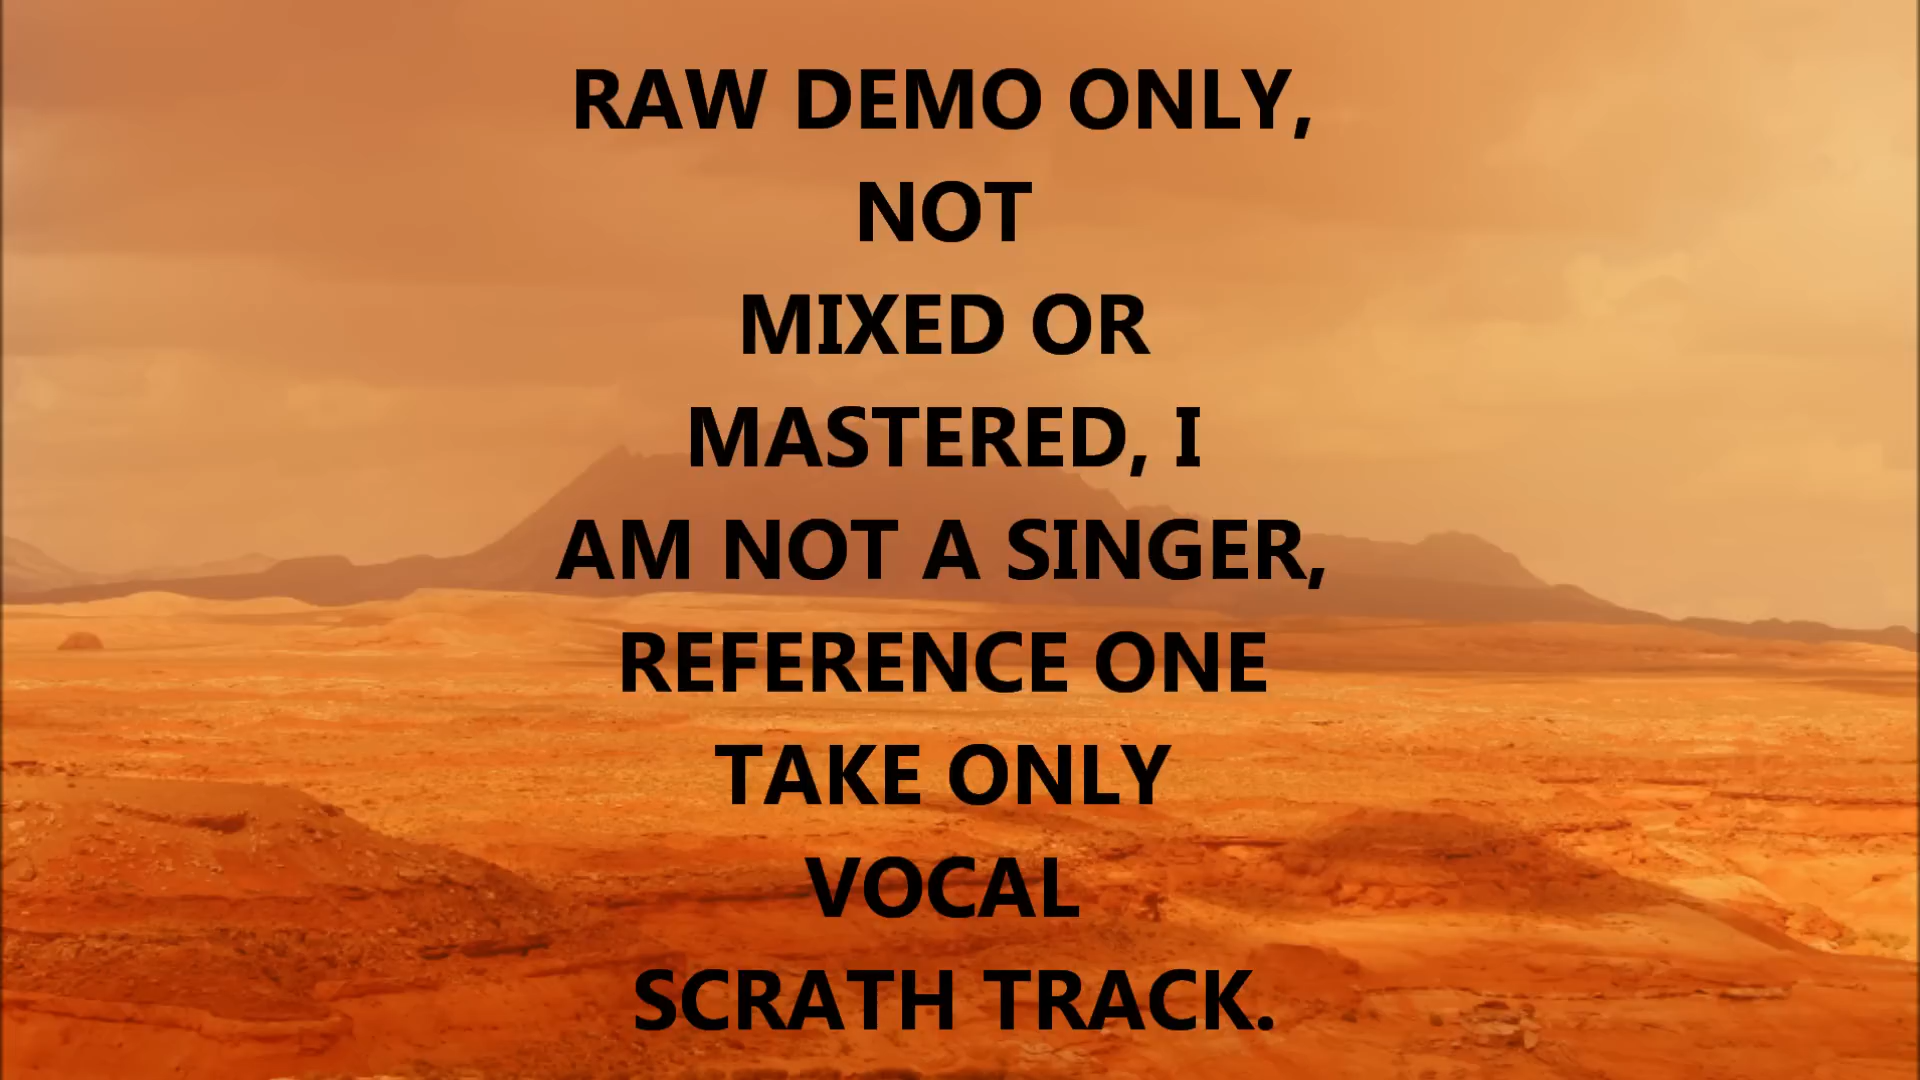 RAW DEMO ONLY,
NOT
MIXED OR
MASTERED, I
AM NOT A SINGER,
REFERENCE ONE
TAKE ONLY
VOCAL
SCRATH TRACK.